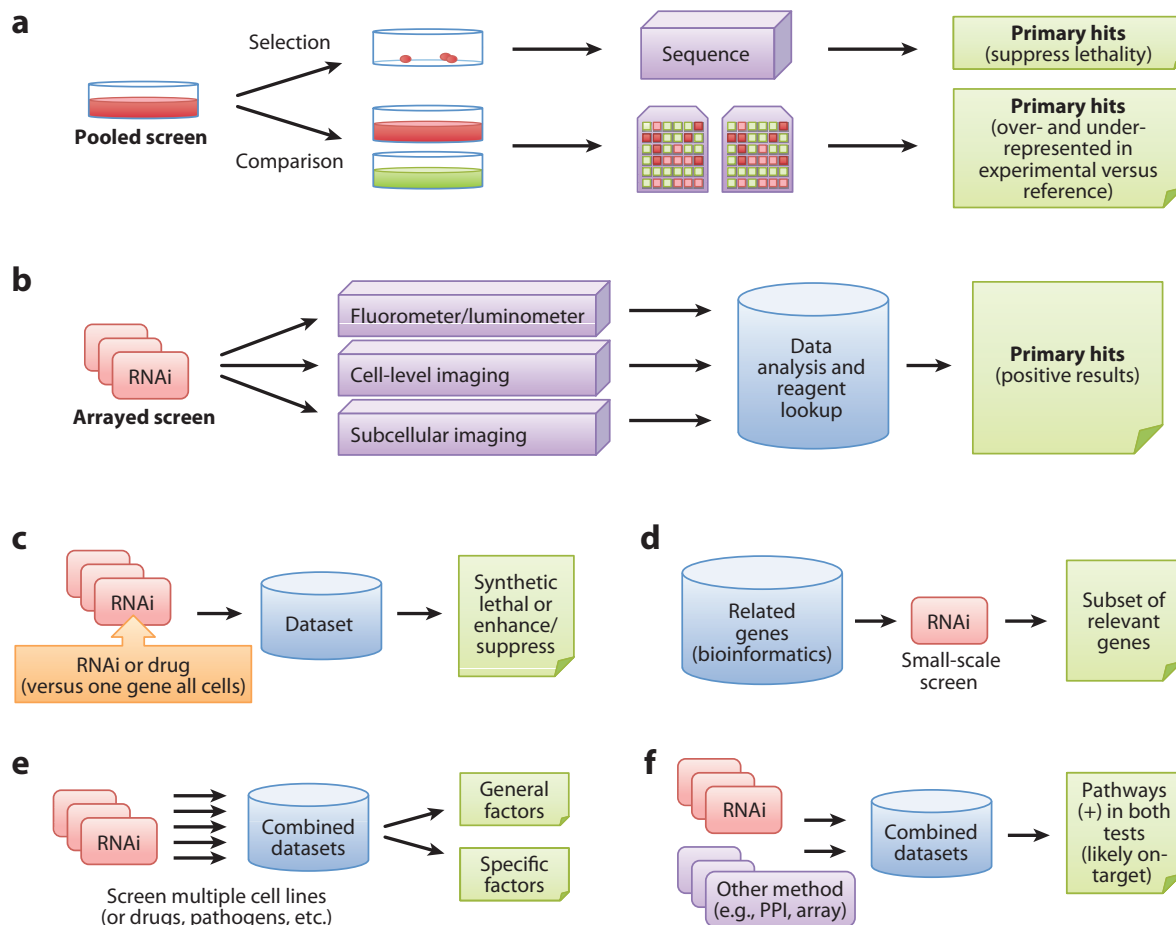 a
Selection
Pooled screen
Comparison
Sequence
Primary hits
(suppress lethality)
Primary hits
(over- and under-
represented in
experimental versus
reference)
b
RNAi
Arrayed screen
Fluorometer/luminometer
Cell-level imaging
Subcellular imaging
Data
analysis and
reagent
lookup
Primary hits
(positive results)
c
RNAi
RNAi or drug
(versus one gene all cells)
Dataset
Synthetic
lethal or
enhance/
suppress
d
Related
genes
(bioinformatics)
RNAi
Small-scale
screen
Subset of
relevant
genes
e
RNAi
Screen multiple cell lines
(or drugs, pathogens, etc.)
Combined
datasets
General
factors
Specific
factors
f
RNAi
Other method
(e.g., PPI, array)
Combined
datasets
Pathways
(+) in both
tests
(likely on-
target)